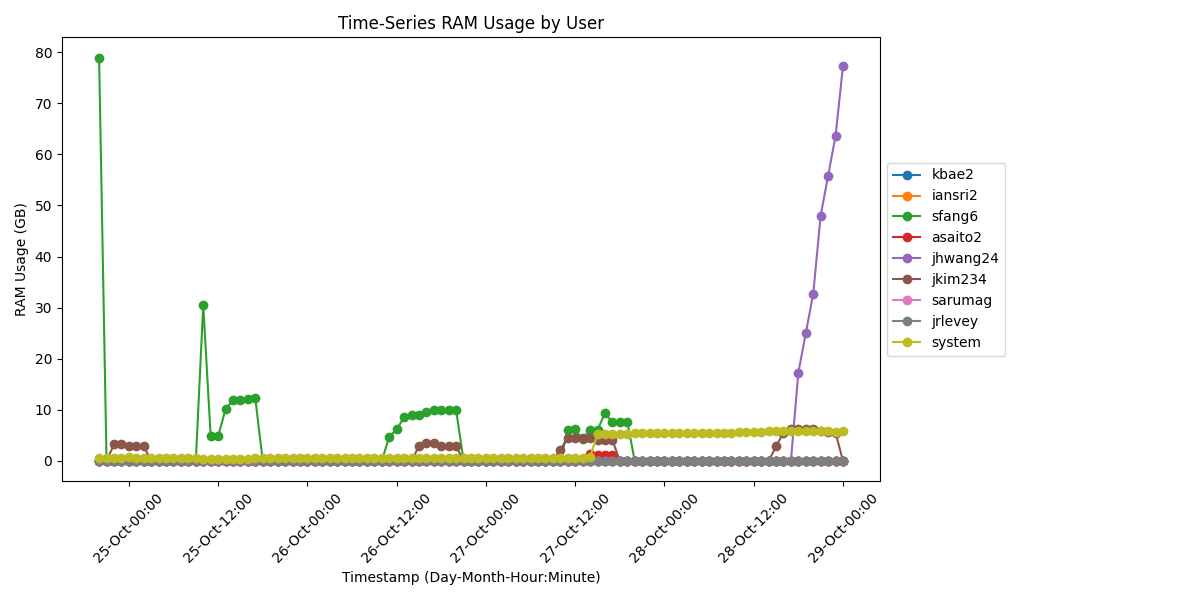 Time-Series RAM Usage by User
RAM Usage (GB)
80
70
60
50
40
30
20
10
0
25-Oct-00:00
25-Oct-12:00
26-Oct-00:00
26-Oct-12:00
27-Oct-00:00
27-Oct-12:00
28-Oct-00:00
28-Oct-12:00
29-Oct-00:00
Timestamp (Day-Month-Hour:Minute)
kbae2
iansri2
sfang6
asaito2
jhwang24
jkim234
sarumag
jrlevey
system